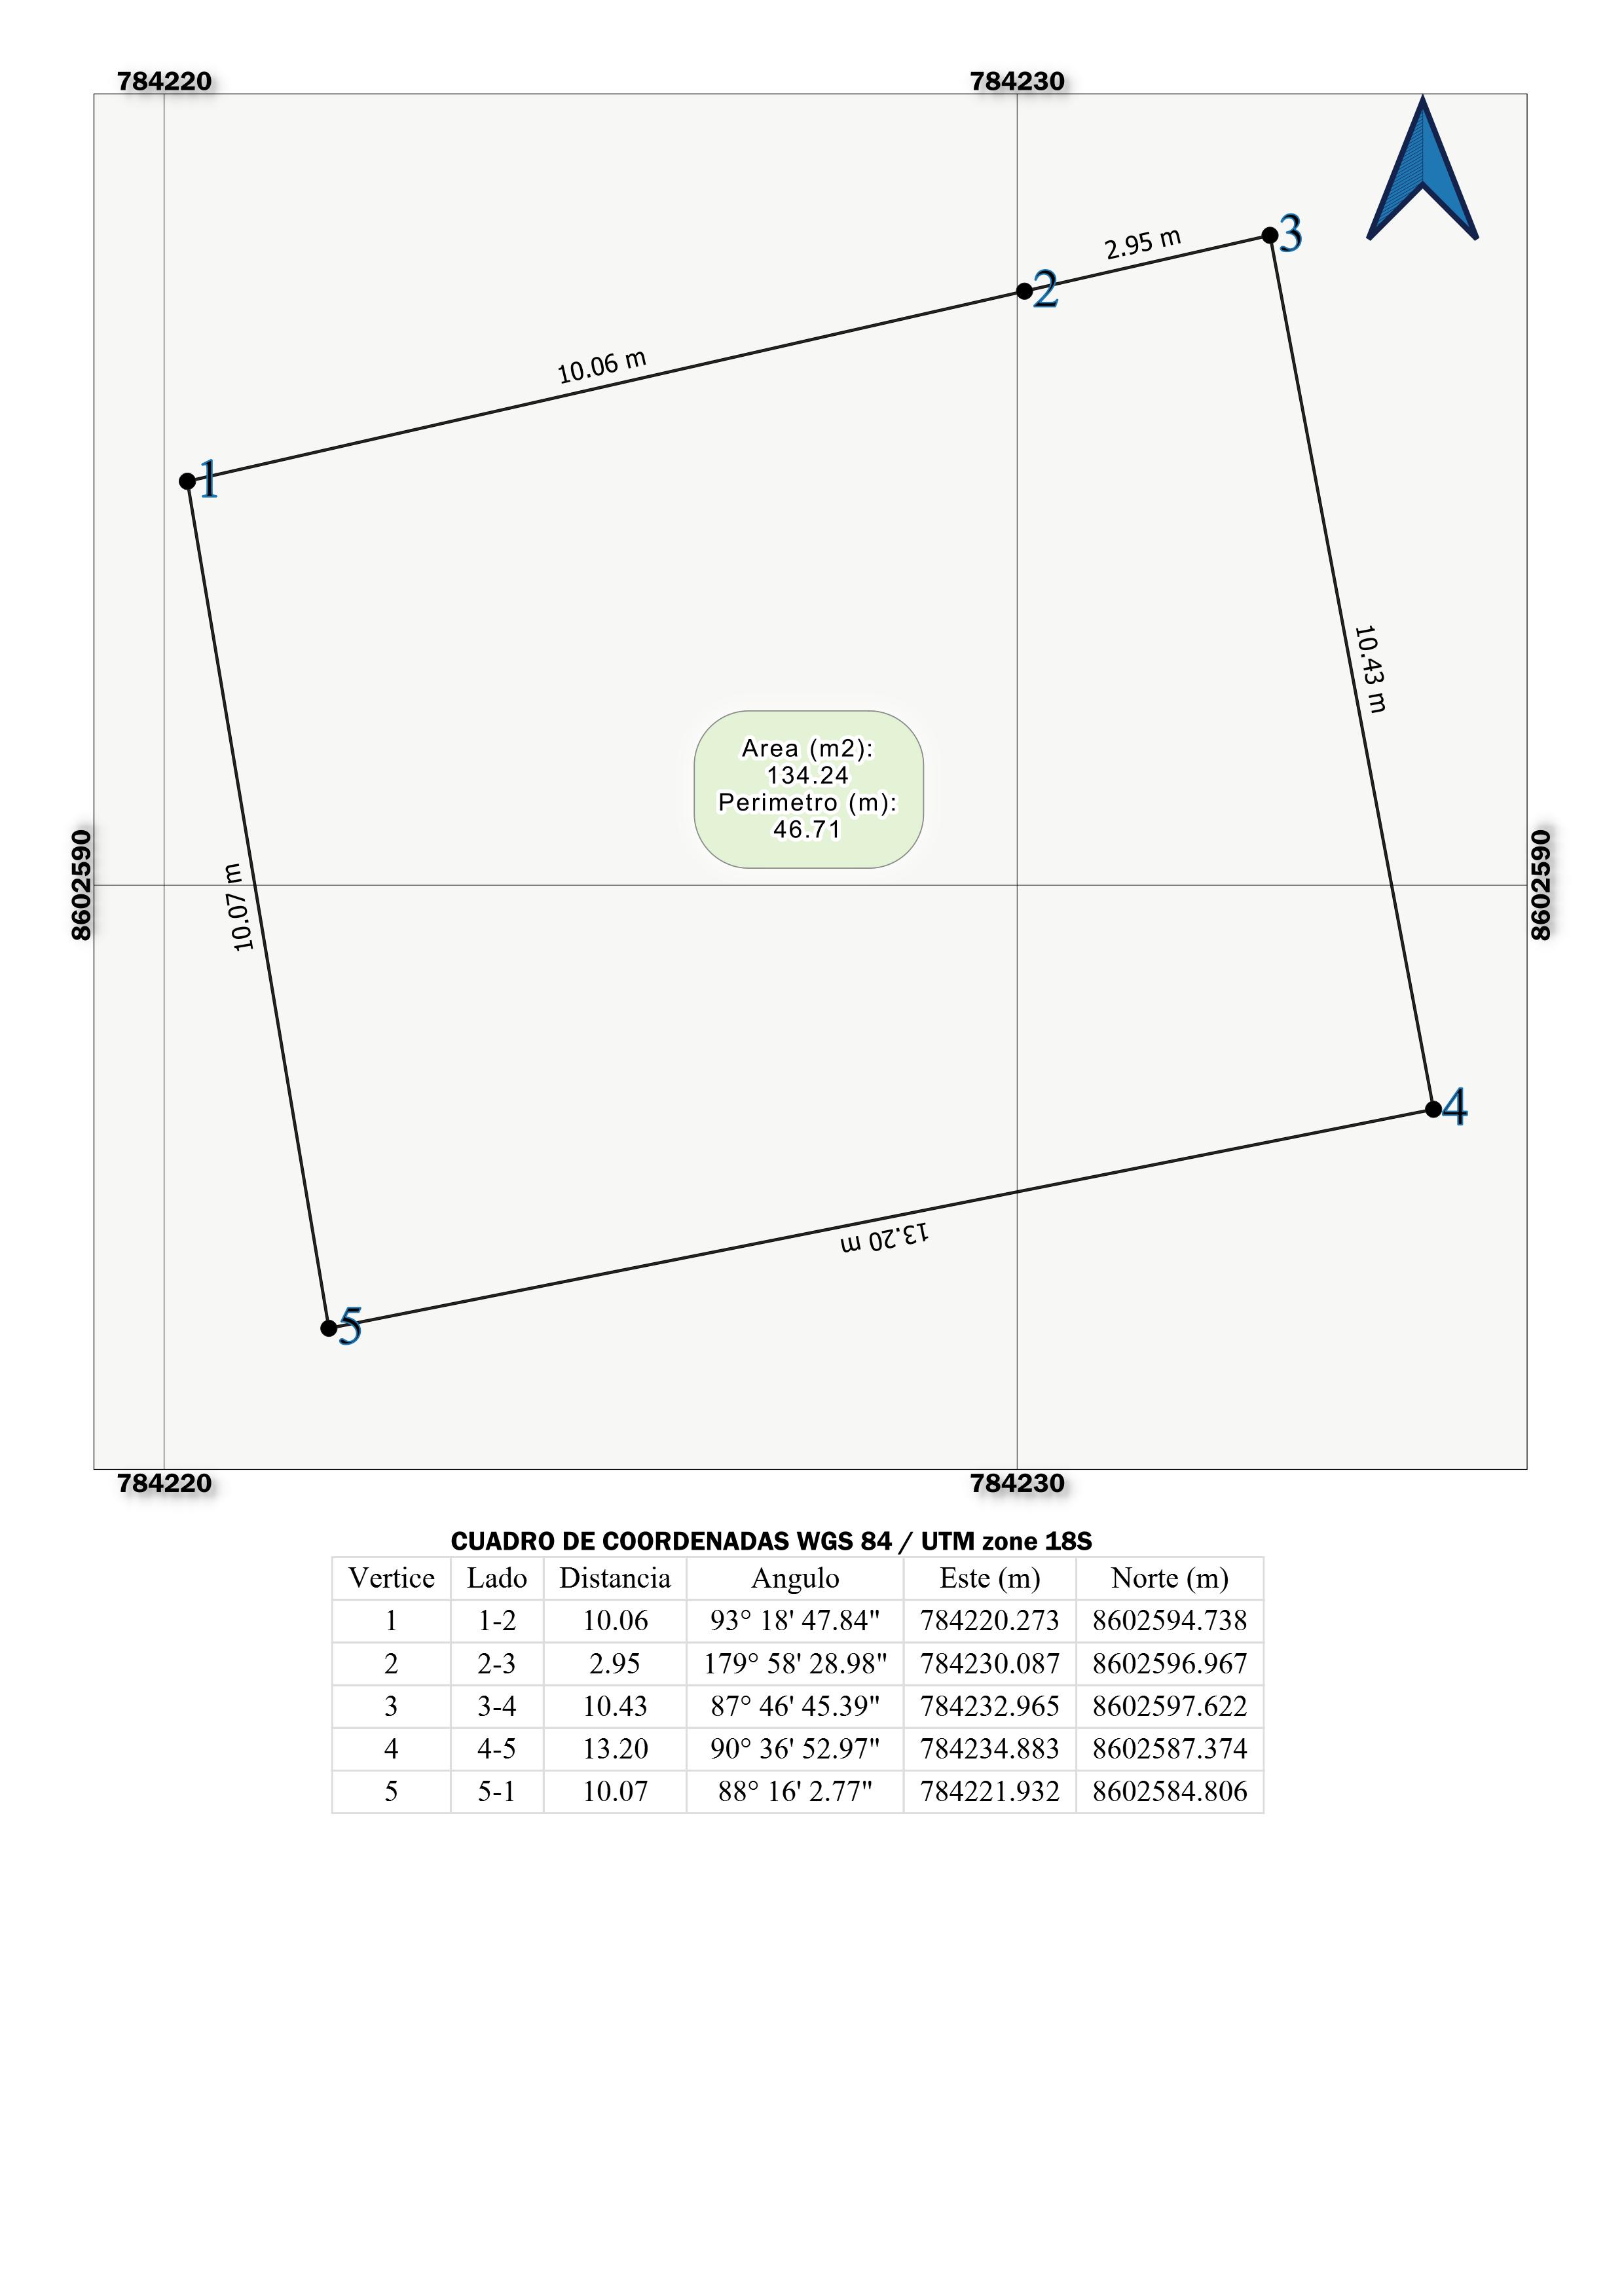 784220 784230
3
2.95 m
2
10.06 m
1
10.43 m
Area (m2):
134.24
Perimetro (m):
46.71
8602590 8602590
10.07 m
4
13.20 m
5
784220 784230
CUADRO DE COORDENADAS WGS 84 / UTM zone 18S
Vertice Lado Distancia Angulo Este (m) Norte (m)
1 1-2 10.06 93° 18' 47.84" 784220.273 8602594.738
2 2-3 2.95 179° 58' 28.98" 784230.087 8602596.967
3 3-4 10.43 87° 46' 45.39" 784232.965 8602597.622
4 4-5 13.20 90° 36' 52.97" 784234.883 8602587.374
5 5-1 10.07 88° 16' 2.77" 784221.932 8602584.806